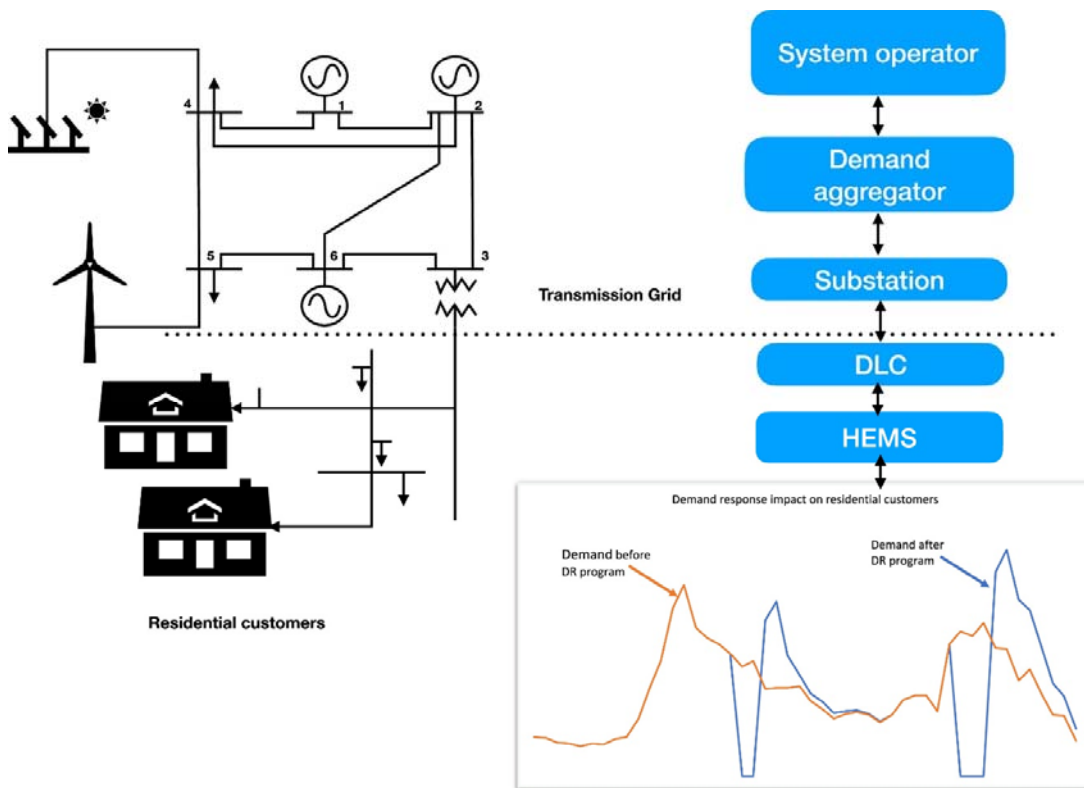 System operator
4
1
2
Demand
aggregator
5
6
3
Substation
Transmission Grid
DLC
HEMS
Demand response impact on residential customers
Demand before
DR program
Demand after
DR program
Residential customers